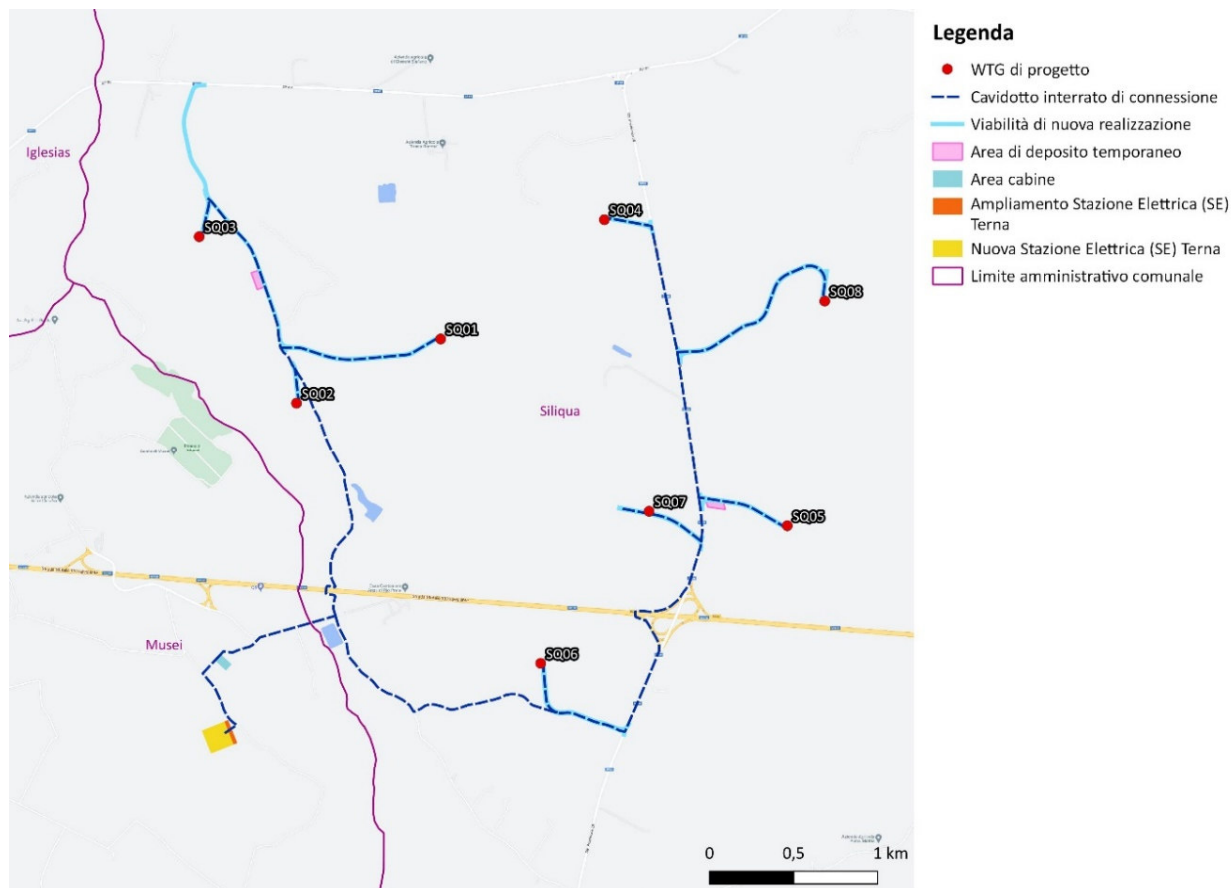 Iglesias
SQ03
SQ04
SQ08
SQ01
SQ02
Siliqua
SQ07
SQ05
Musei
SQ06
0
0,5
1 km
Legenda
WTG di progetto
Cavidotto interrato di connessione
Viabilità di nuova realizzazione
Area di deposito temporaneo
Area cabine
Ampliamento Stazione Elettrica (SE)
Terna
Nuova Stazione Elettrica (SE) Terna
Limite amministrativo comunale